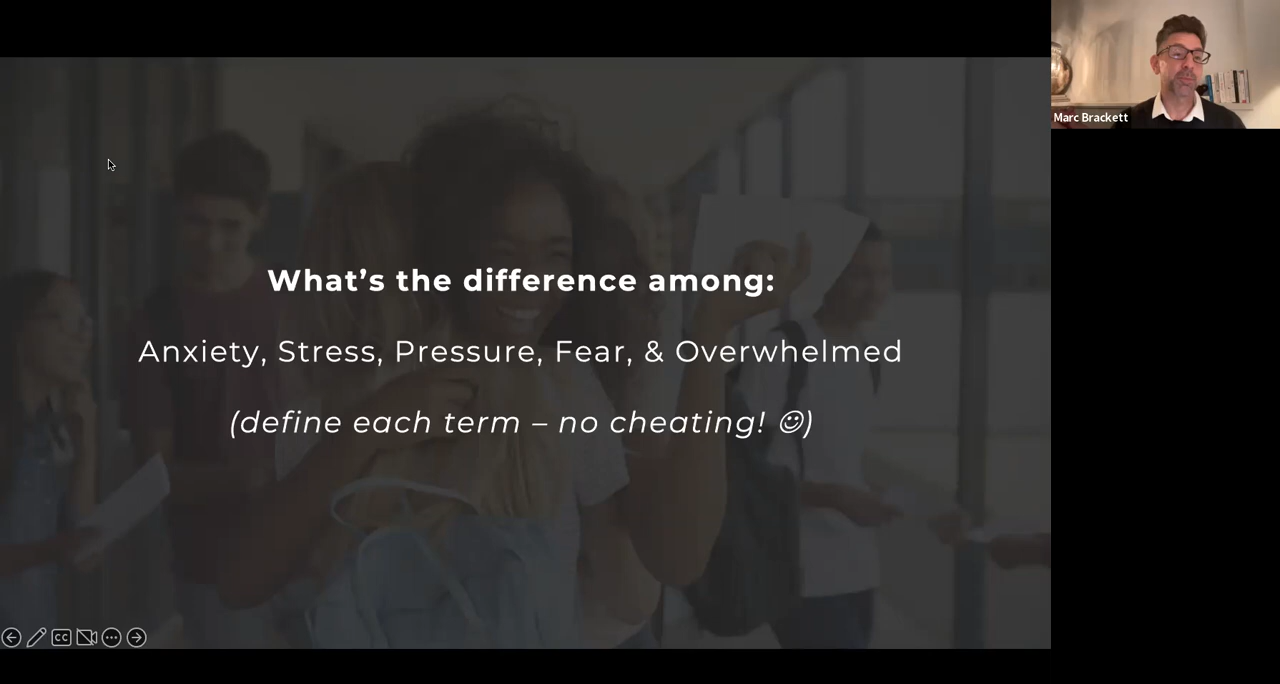 What’s the difference among:
Anxiety, Stress, Pressure, Fear, & Overwhelmed
(define each term – no cheating! ☺)
Marc Brackett
CC